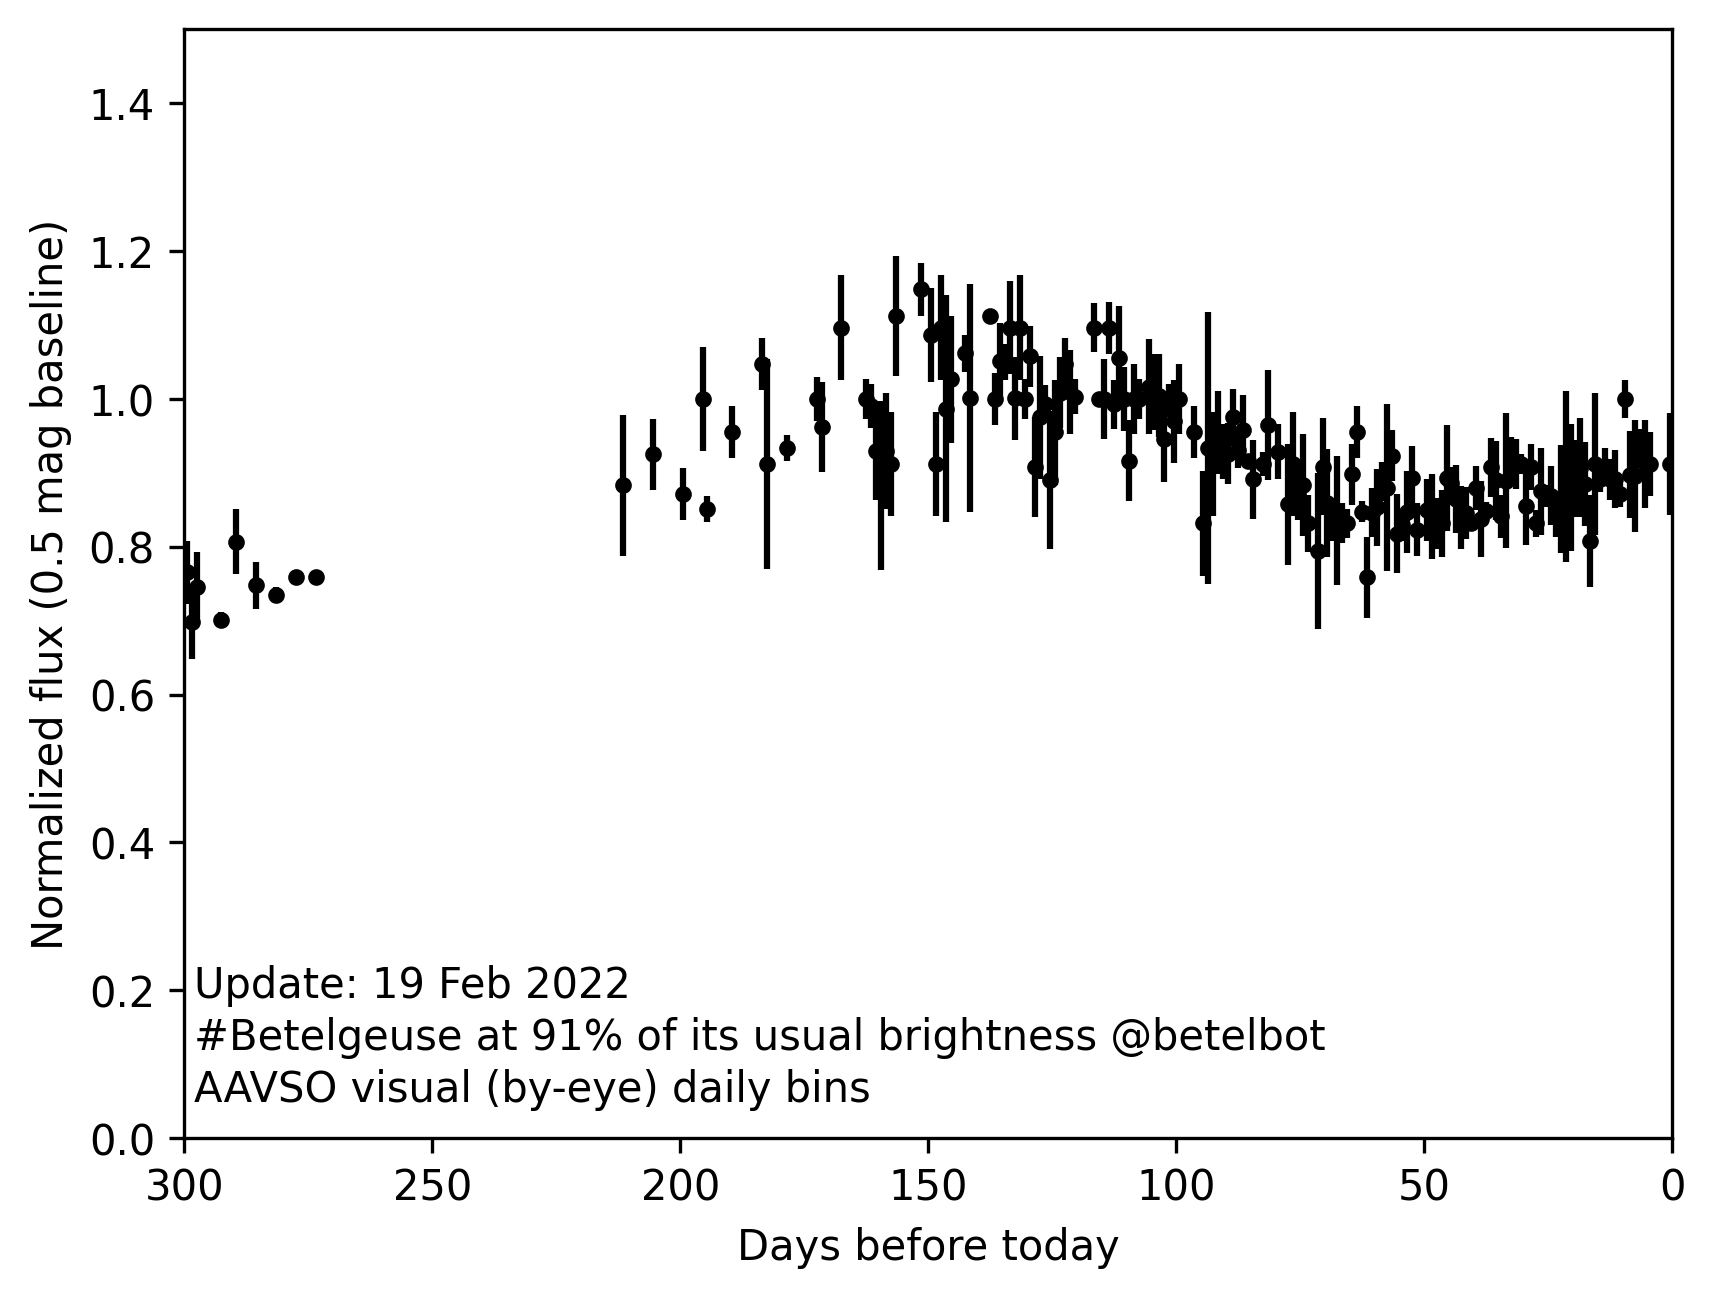 1.4
1.2
1.0
0.8
0.6
0.4
0.2
0.0
Normalized flux (0.5 mag baseline)
Update: 19 Feb 2022
#Betelgeuse at 91% of its usual brightness @betelbot
AAVSO visual (by-eye) daily bins
300 250 200 150 100 50 0
Days before today